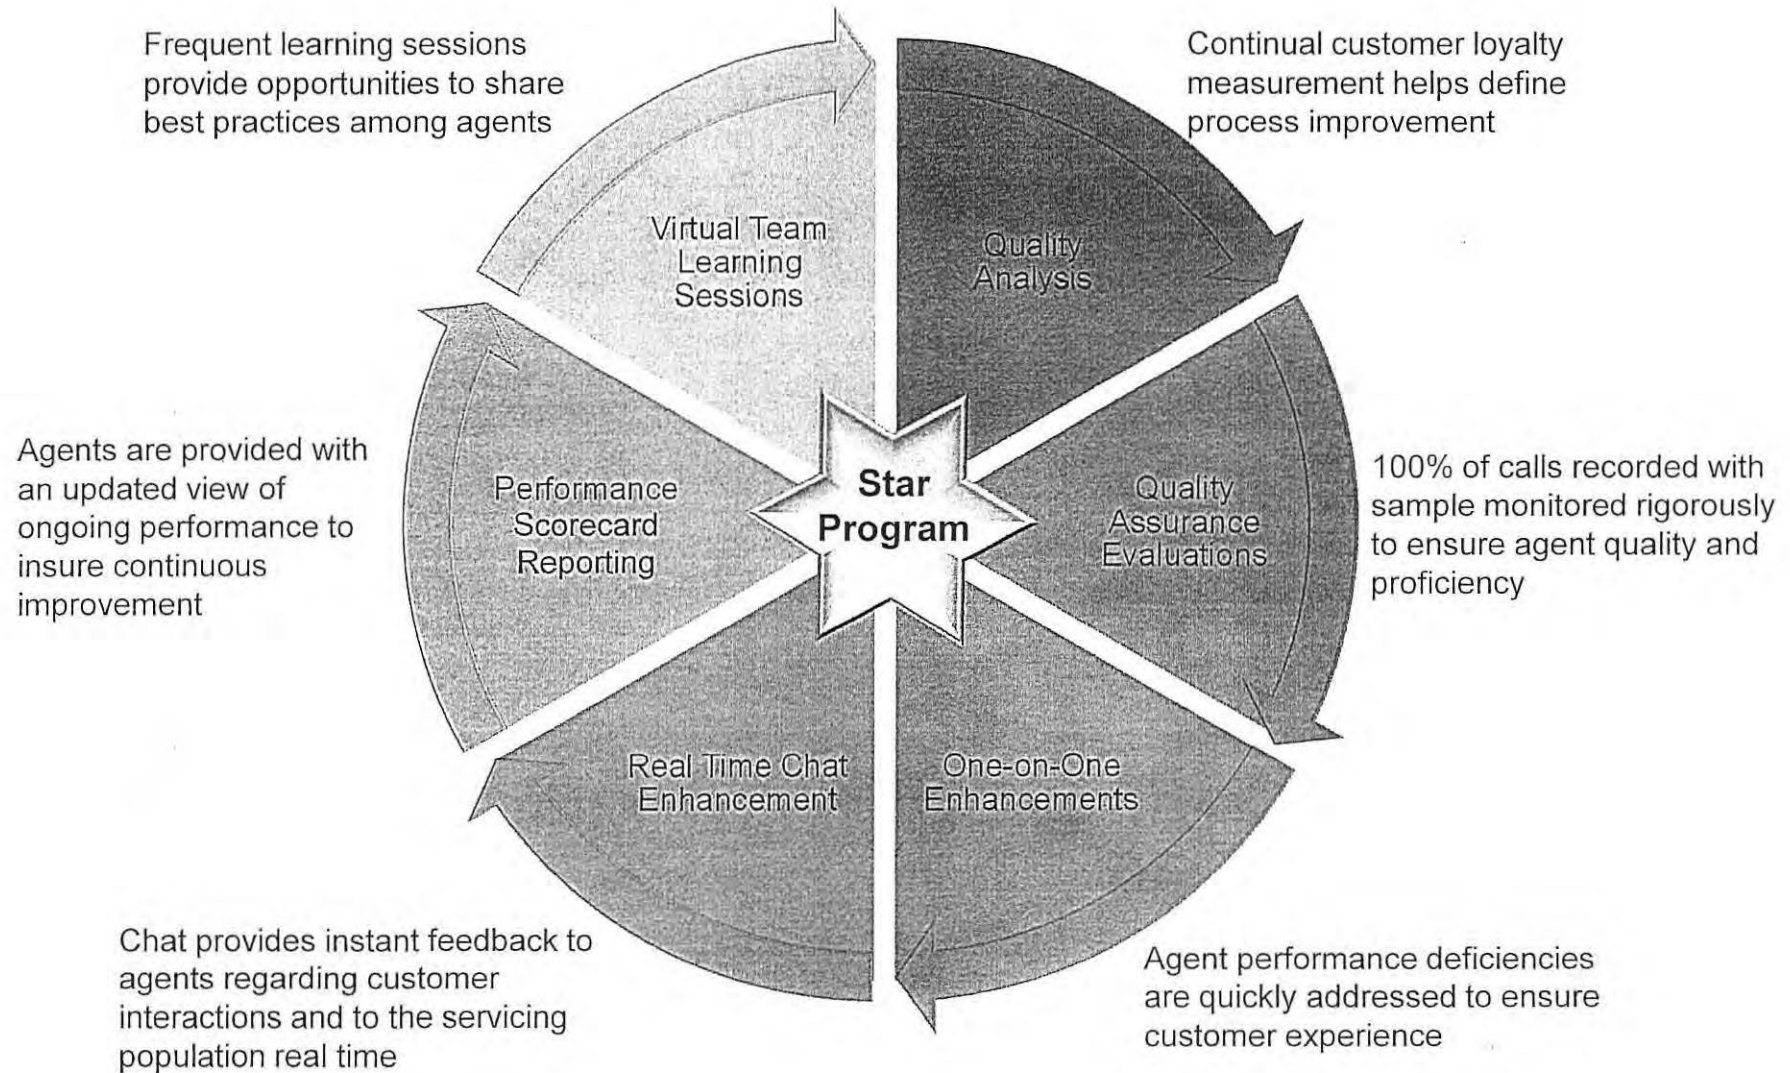 Frequent learning sessions
provide opportunities to share
best practices among agents
Continual customer loyalty
measurement helps define
process improvement
Virtual Team
Learning
Sessions
Quality
Analysis
Agents are provided with
an updated view of
ongoing performance to
insure continuous
improvement
Performance
Scorecard
Reporting
Star
Program
Quality
Assurance
Evaluations
100% of calls recorded with
sample monitored rigorously
to ensure agent quality and
proficiency
Real Time Chat
Enhancement
One-on-One
Enhancements
Chat provides instant feedback to
agents regarding customer
interactions and to the servicing
population real time
Agent performance deficiencies
are quickly addressed to ensure
customer experience